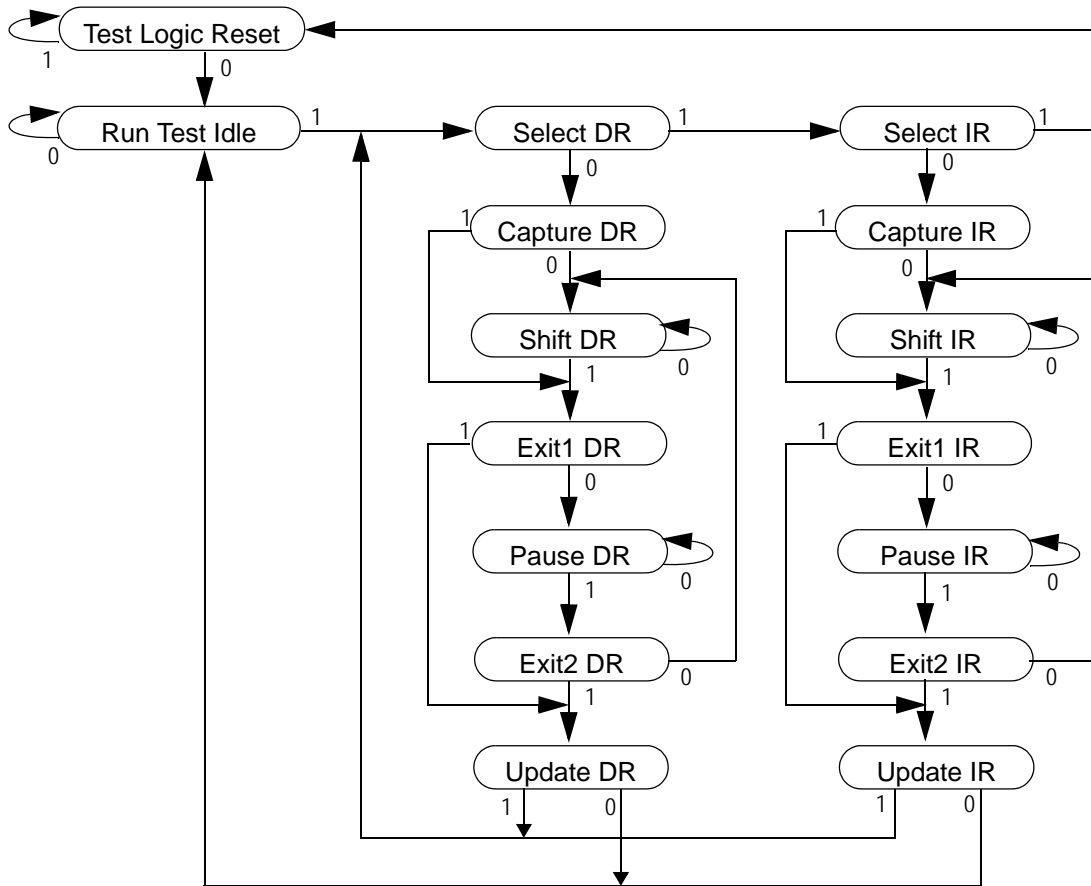 Test Logic Reset
1
0
Run Test Idle
1
Select DR
1
Select IR
1
0
0
0
1
Capture DR
1
Capture IR
0
0
Shift DR
Shift IR
0
0
1
1
1
Exit1 DR
1
Exit1 IR
0
0
Pause DR
Pause IR
0
0
1
1
Exit2 DR
Exit2 IR
0
0
1
1
Update DR
Update IR
1
0
1
0